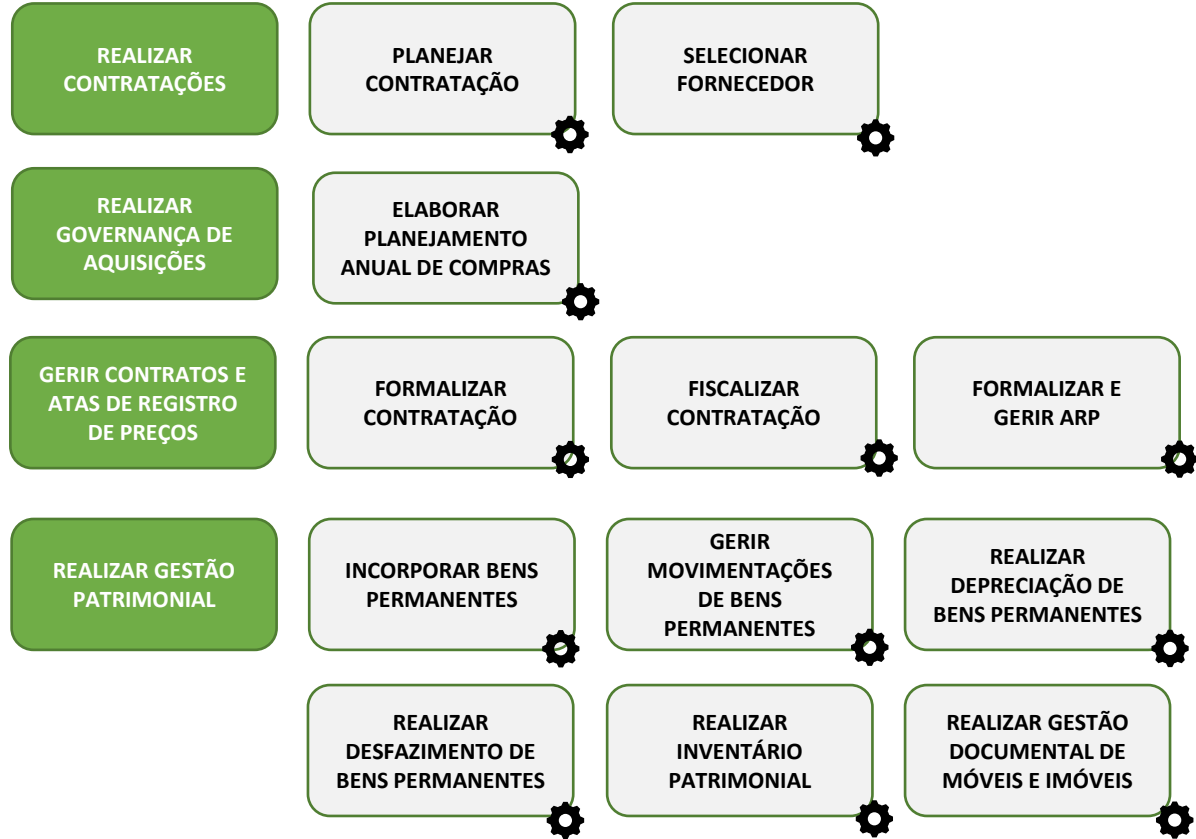 REALIZAR
CONTRATAÇÕES
PLANEJAR
CONTRATAÇÃO
SELECIONAR
FORNECEDOR
REALIZAR
GOVERNANÇA DE
AQUISIÇÕES
ELABORAR
PLANEJAMENTO
ANUAL DE COMPRAS
GERIR CONTRATOS E
ATAS DE REGISTRO
DE PREÇOS
FORMALIZAR
CONTRATAÇÃO
FISCALIZAR
CONTRATAÇÃO
FORMALIZAR E
GERIR ARP
REALIZAR GESTÃO
PATRIMONIAL
INCORPORAR BENS
PERMANENTES
GERIR
MOVIMENTAÇÕES
DE BENS
PERMANENTES
REALIZAR
DEPRECIAÇÃO DE
BENS PERMANENTES
REALIZAR
DESFAZIMENTO DE
BENS PERMANENTES
REALIZAR
INVENTÁRIO
PATRIMONIAL
REALIZAR GESTÃO
DOCUMENTAL DE
MÓVEIS E IMÓVEIS